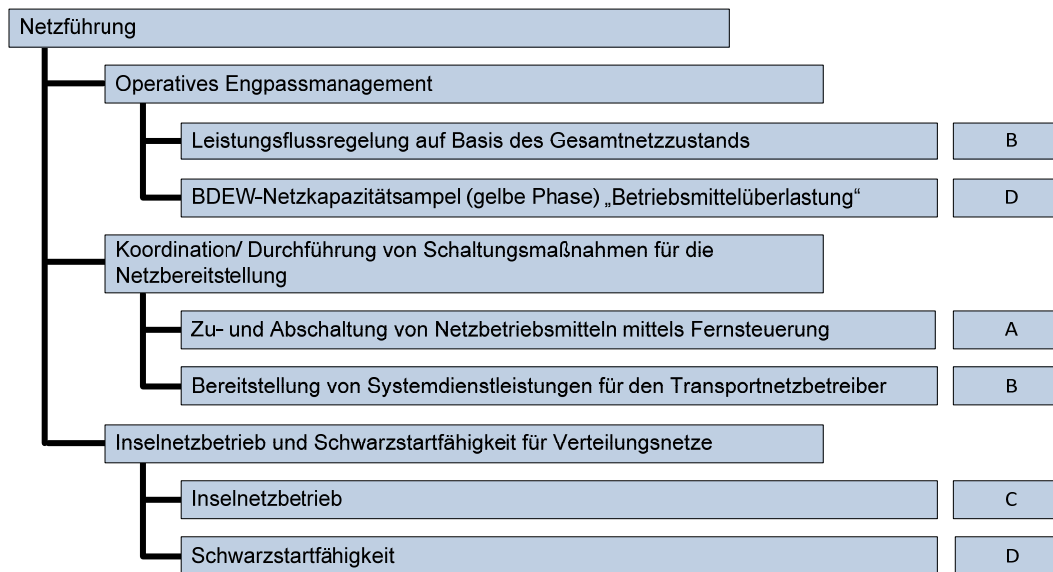 Netzführung
Operatives Engpassmanagement
Leistungsflussregelung auf Basis des Gesamtnetzzustands
B
BDEW-Netzkapazitätsampel (gelbe Phase) „Betriebsmittelüberlastung“
D
Koordination/ Durchführung von Schaltungsmaßnahmen für die
Netzbereitstellung
Zu- und Abschaltung von Netzbetriebsmitteln mittels Fernsteuerung
A
Bereitstellung von Systemdienstleistungen für den Transportnetzbetreiber
B
Inselnetzbetrieb und Schwarzstartfähigkeit für Verteilungsnetze
Inselnetzbetrieb
C
Schwarzstartfähigkeit
D